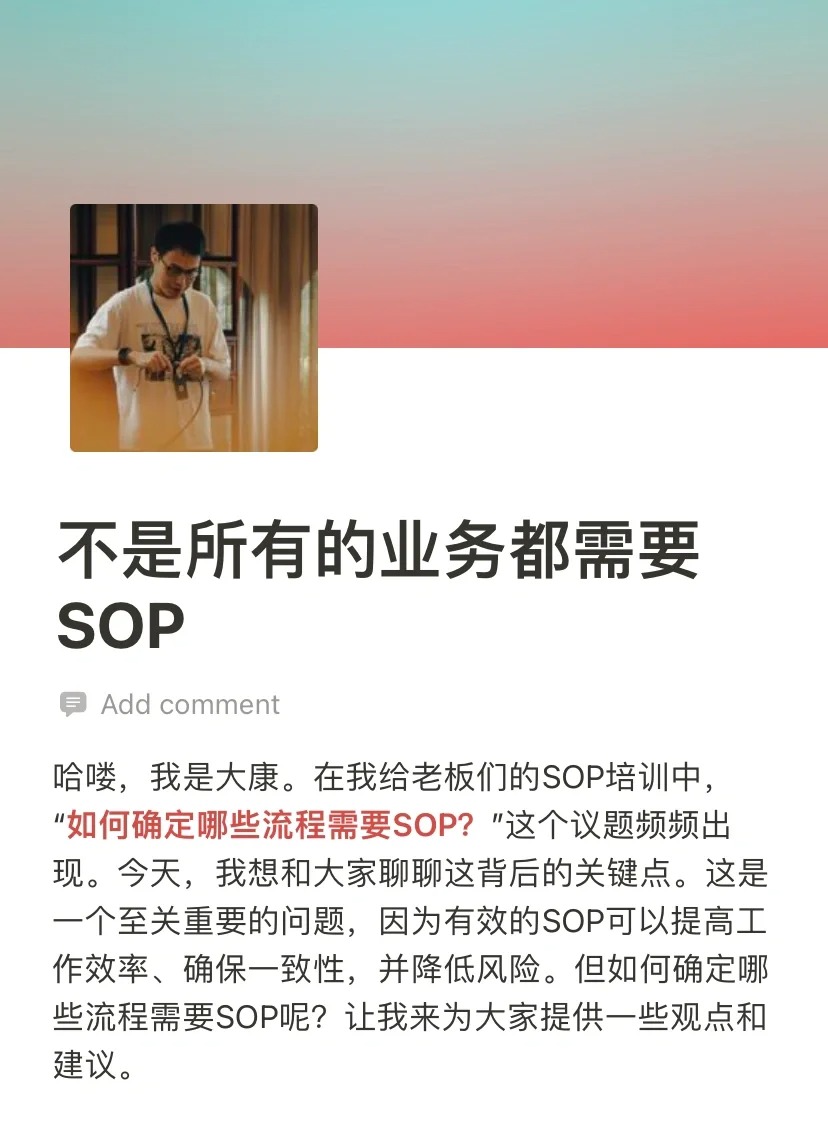 不是所有的业务都需要
SOP
Add comment
哈喽，我是大康。在我给老板们的SOP培训中，
“如何确定哪些流程需要SOP？”这个议题频频出
现。今天，我想和大家聊聊这背后的关键点。这是
一个至关重要的问题，因为有效的SOP可以提高工
作效率、确保一致性，并降低风险。但如何确定哪
些流程需要SOP呢？让我来为大家提供一些观点和
建议。